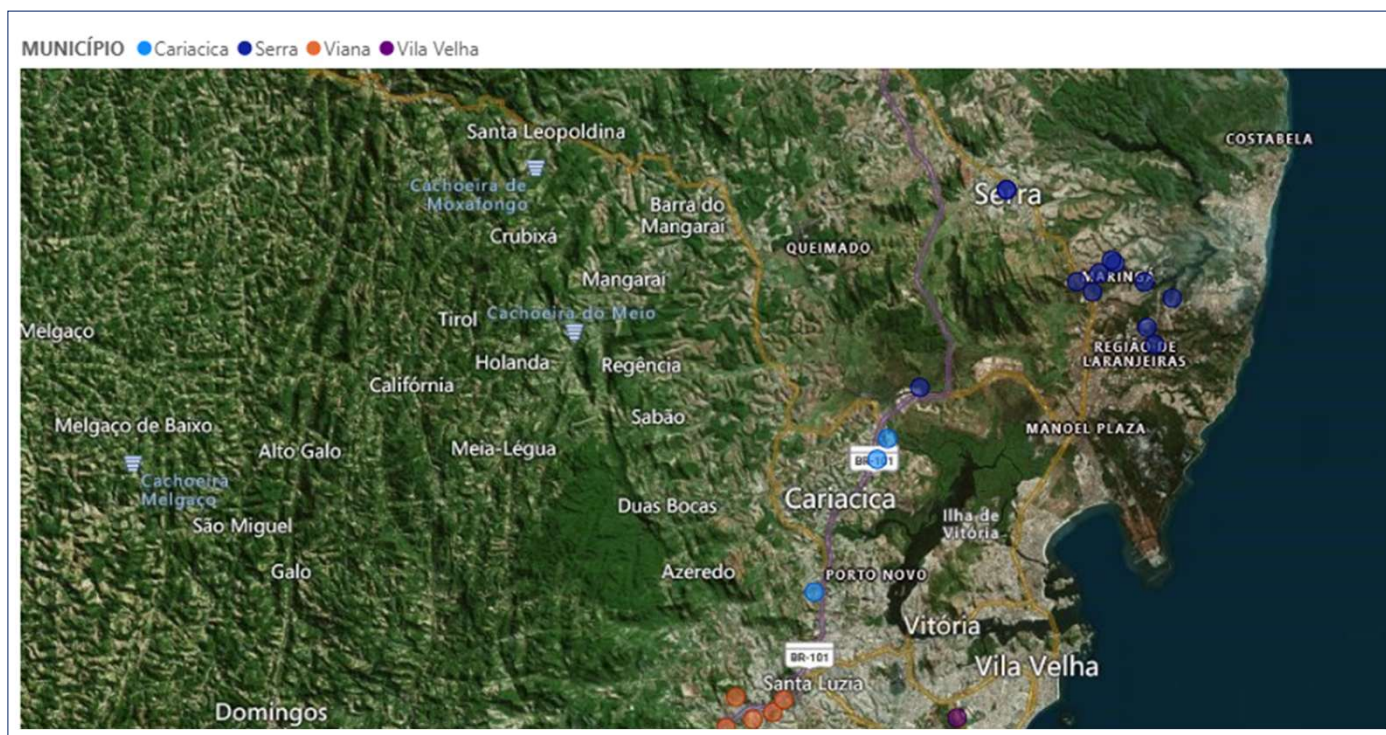 MUNICÍPIO Cariacica Serra Viana Vila Velha
Santa Leopoldina
COSTABELA
Cachoeira de
Moxafongo
Serra
Barra do
Mangaraí
Crubixá
QUEIMADO
Mangaraí
MARINGÁ
Tirol
Cachoeira do Meio
Melgaço
Holanda
Regência
REGIÃO DE
LARANJEIRAS
Califórnia
Sabão
Melgaço de Baixo
MANOEL PLAZA
Alto Galo
Meia-Légua
BR-101
Cachoeira
Melgaço
Cariacica
Duas Bocas
São Miguel
Ilha de
Vitória
Galo
Azeredo
PORTO NOVO
Vitória
BR-101
Vila Velha
Santa Luzia
Domingos